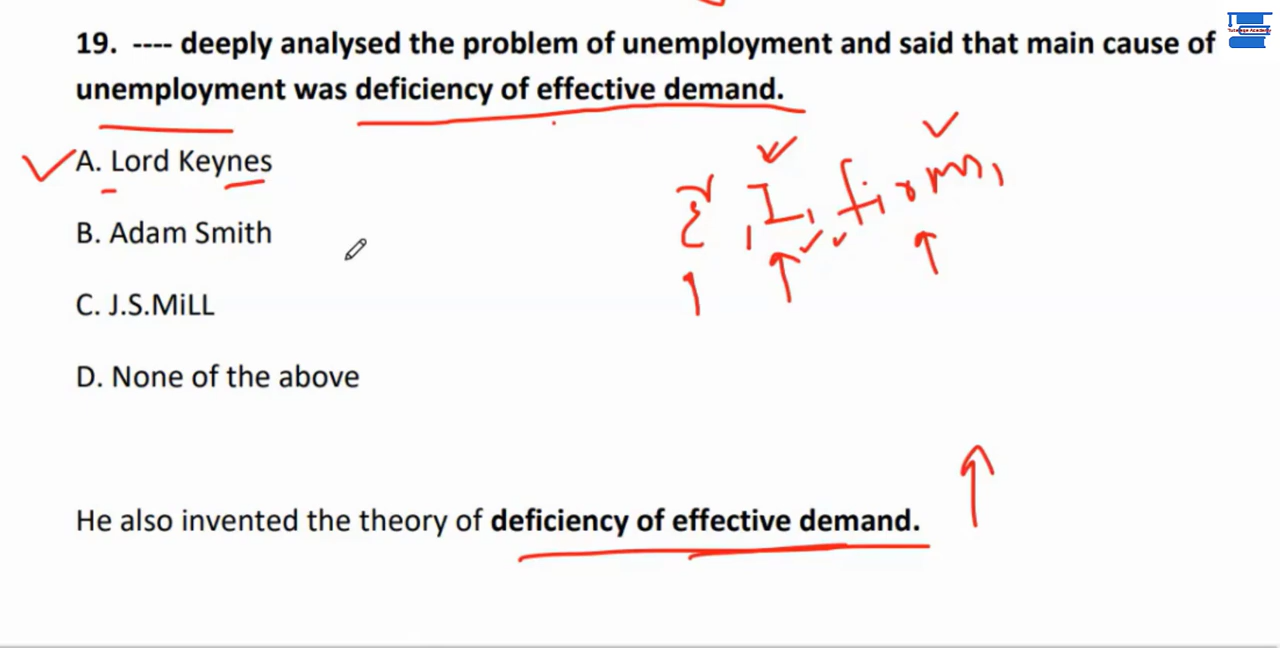 19. ---- deeply analysed the problem of unemployment and said that main cause of
unemployment was deficiency of effective demand.
A. Lord Keynes
B. Adam Smith
C. J.S.MiLL
D. None of the above
I, firm,
He also invented the theory of deficiency of effective demand.